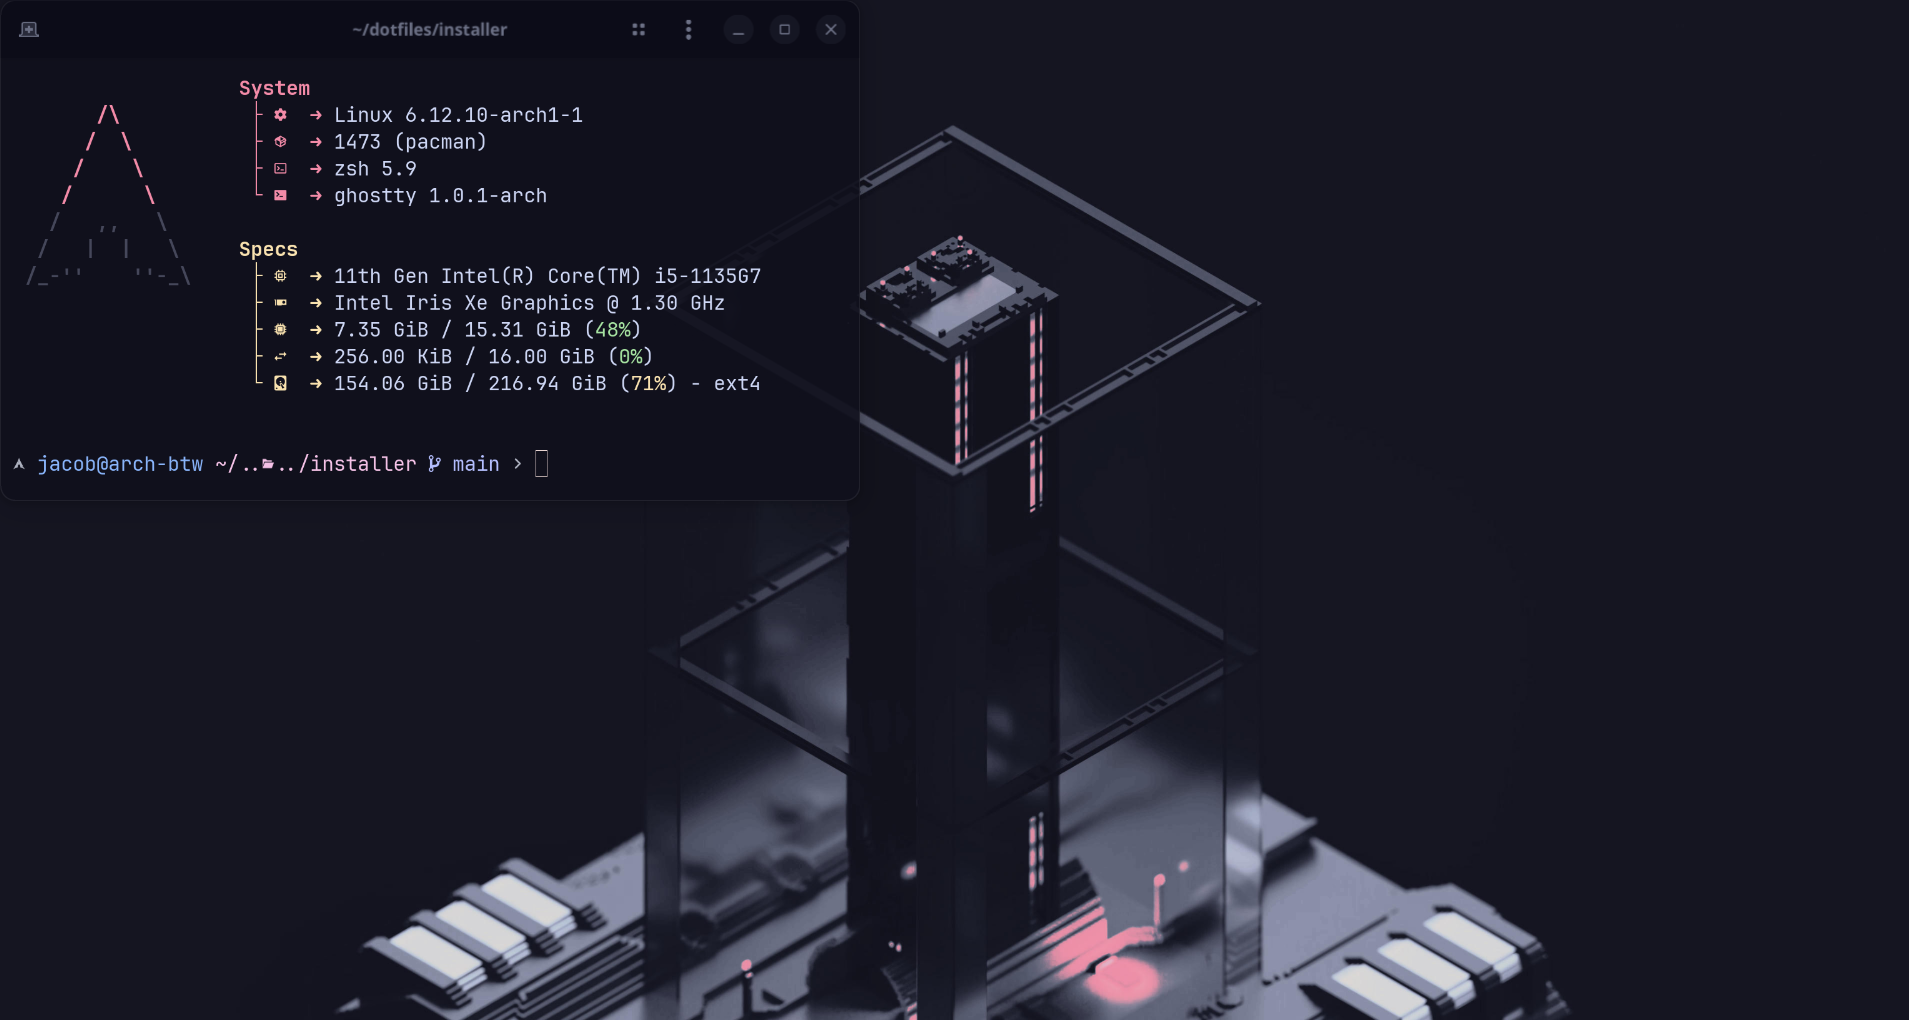 ~/dotfiles/installer
System
Linux 6.12.10-arch1-1
1473 (pacman)
zsh 5.9
ghostty 1.0.1-arch
Specs
11th Gen Intel(R) Core(TM) i5-1135G7
Intel Iris Xe Graphics @ 1.30 GHz
7.35 GiB / 15.31 GiB (48%)
256.00 KiB / 16.00 GiB (0%)
154.06 GiB / 216.94 GiB (71%) - ext4
jacob@arch-btw ~/.. ../installer main >